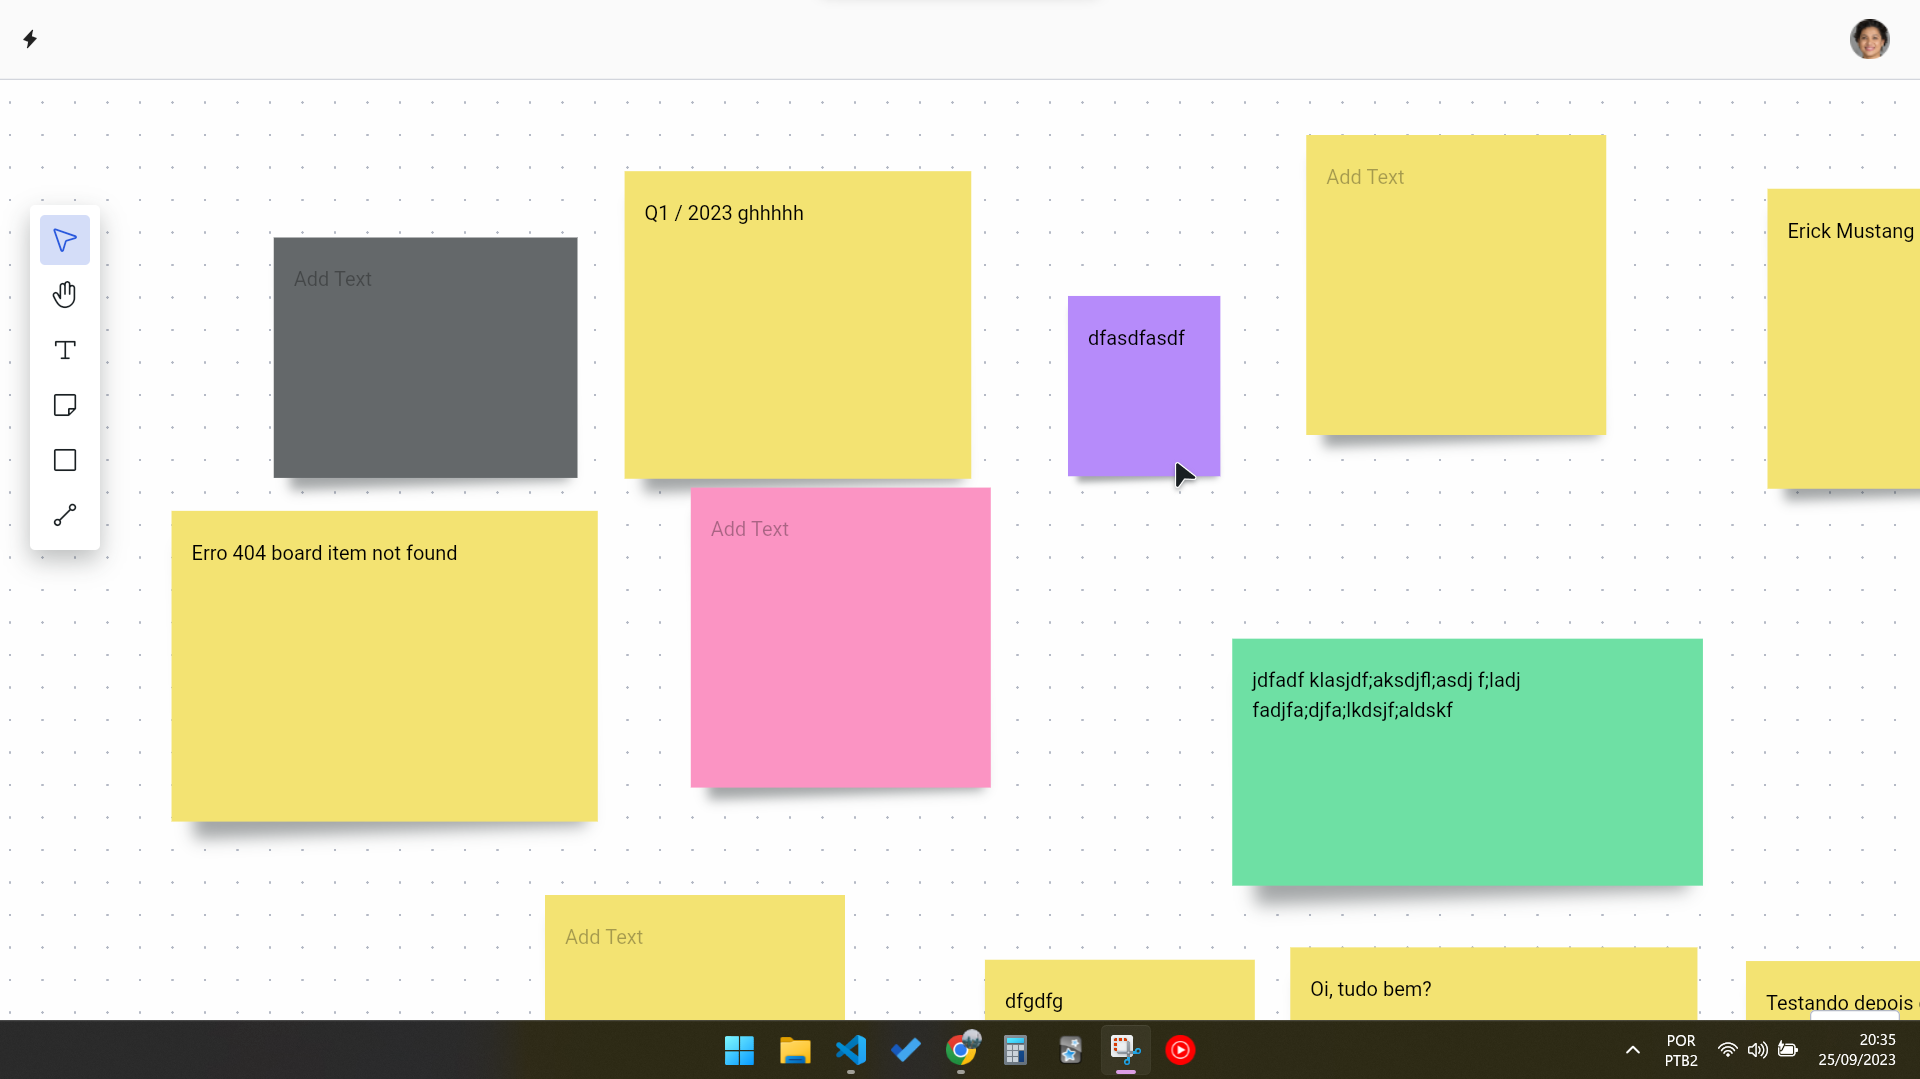 Add Text
Q1 / 2023 ghhhhh
Add Text
Erick Mustang
dfasdfasdf
Erro 404 board item not found
Add Text
jdfadf klasjdf;aksdjfl;asdj f;ladj
fadjfa;djfa;lkdsjf;aldskf
Add Text
dfgdfg
Oi, tudo bem?
Testando depois
POR
PTB2
20:35
25/09/2023